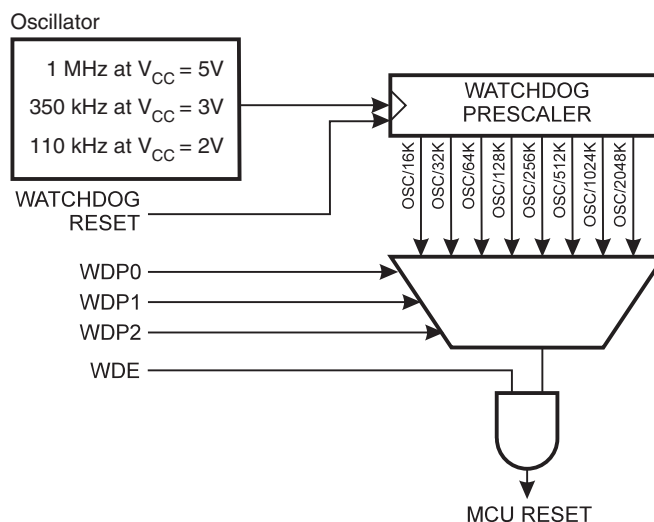 Oscillator
1 MHz at VCC = 5V
350 kHz at VCC = 3V
110 kHz at VCC = 2V
WATCHDOG
PRESCALER
OSC/16K
OSC/32K
OSC/64K
OSC/128K
OSC/256K
OSC/512K
OSC/1024K
OSC/2048K
WATCHDOG
RESET
WDP0
WDP1
WDP2
WDE
MCU RESET